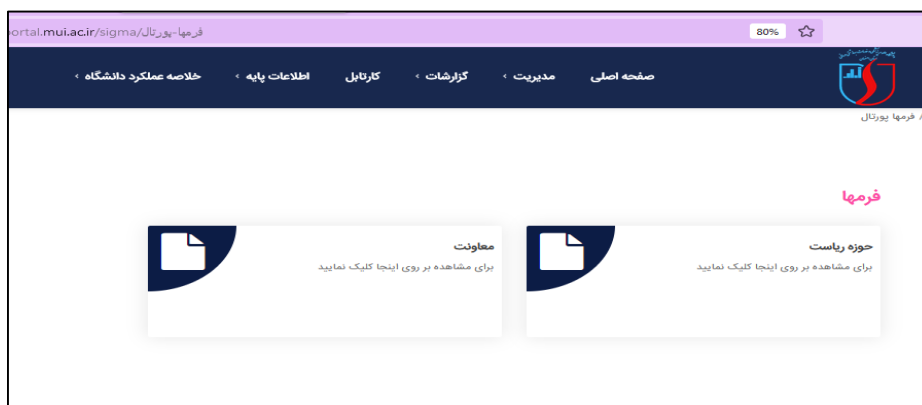 portal.mui.ac.ir/sigma/فرمها-پورتال
80%
صفحه اصلی
مدیریت
گزارشات
کارتابل
اطلاعات پایه
خلاصه عملکرد دانشگاه
/ فرمها پورتال
فرمها
حوزه ریاست
برای مشاهده بر روی اینجا کلیک نمایید
معاونت
برای مشاهده بر روی اینجا کلیک نمایید